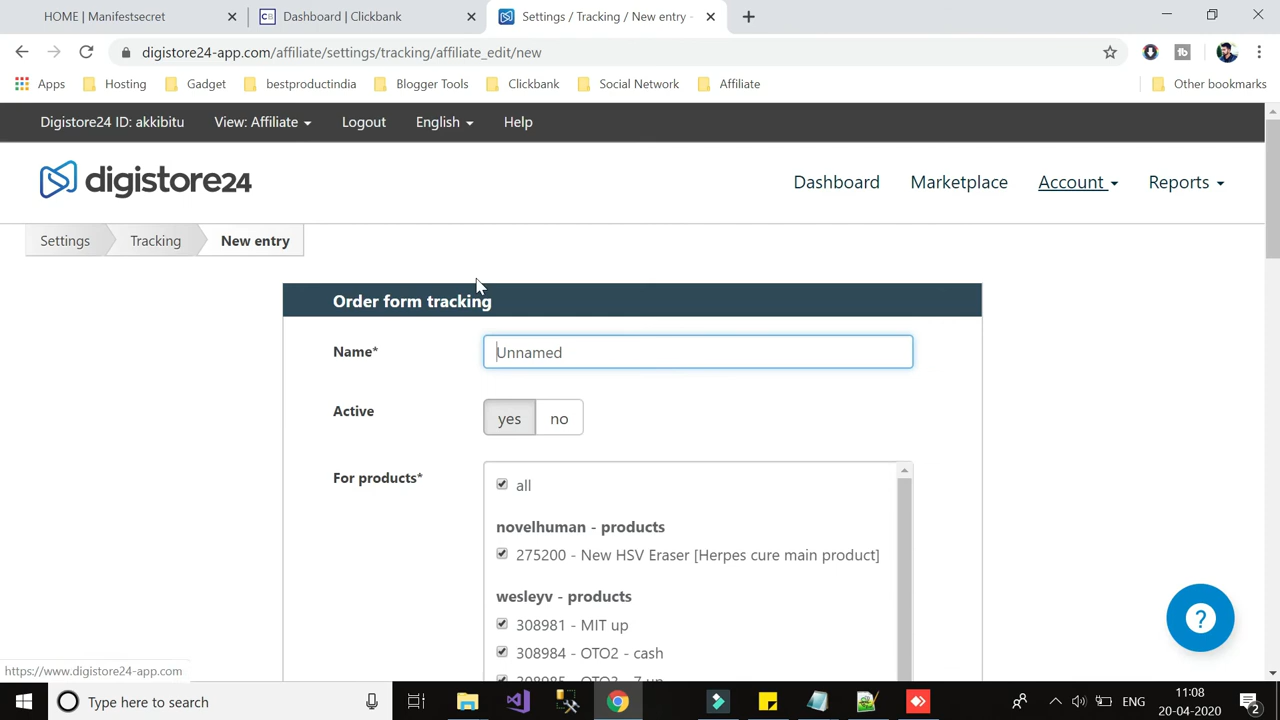 HOME | Manifestsecret
CB Dashboard | Clickbank
Settings / Tracking / New entry -
digistore24-app.com/affiliate/settings/tracking/affiliate_edit/new
tb
Apps Hosting Gadget bestproductindia Blogger Tools Clickbank Social Network Affiliate Other bookmarks
Digistore24 ID: akkibitu View: Affiliate Logout English Help
digistore24 Dashboard Marketplace Account Reports
Settings Tracking New entry
Order form tracking
Name* Unnamed
Active yes no
For products* all
novelhuman - products
275200 - New HSV Eraser [Herpes cure main product]
wesleyv - products
308981 - MIT up
308984 - OTO2 - cash
?
https://www.digistore24-app.com
Type here to search ENG 11:08
20-04-2020 2